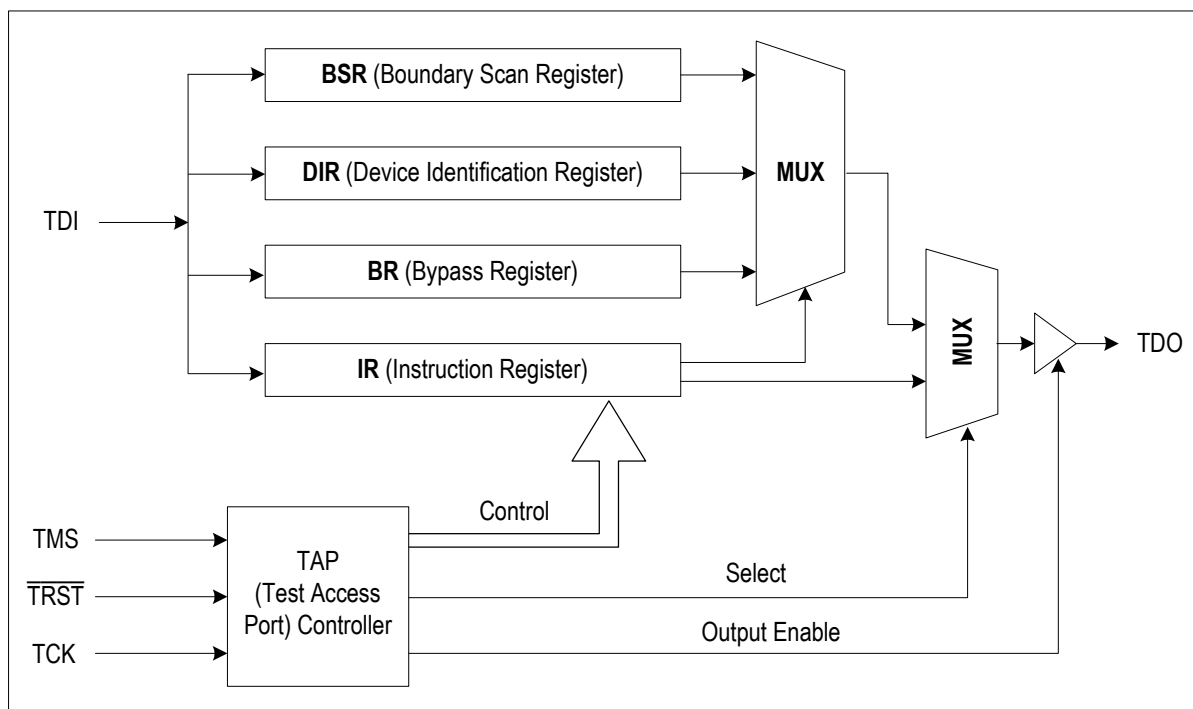 BSR (Boundary Scan Register)
DIR (Device Identification Register)
MUX
TDI
BR (Bypass Register)
MUX
TDO
IR (Instruction Register)
Control
TMS
TRST
TCK
TAP
(Test Access
Port) Controller
Select
Output Enable